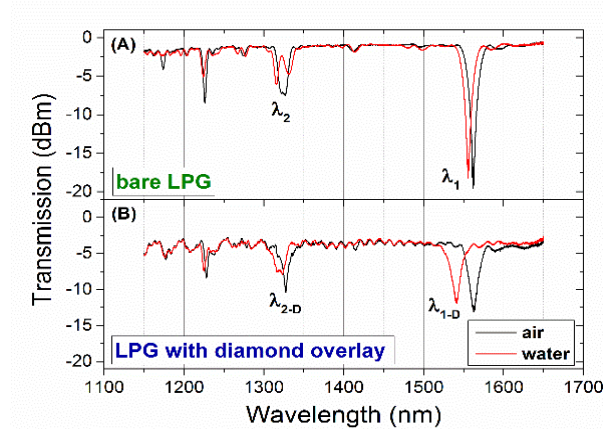 (A)
0
-5
-10
-15
-20
λ2
λ1
bare LPG
Transmission (dBm)
(B)
0
-5
-10
-15
-20
λ2-D
λ1-D
air
water
LPG with diamond overlay
1100 1200 1300 1400 1500 1600 1700
Wavelength (nm)